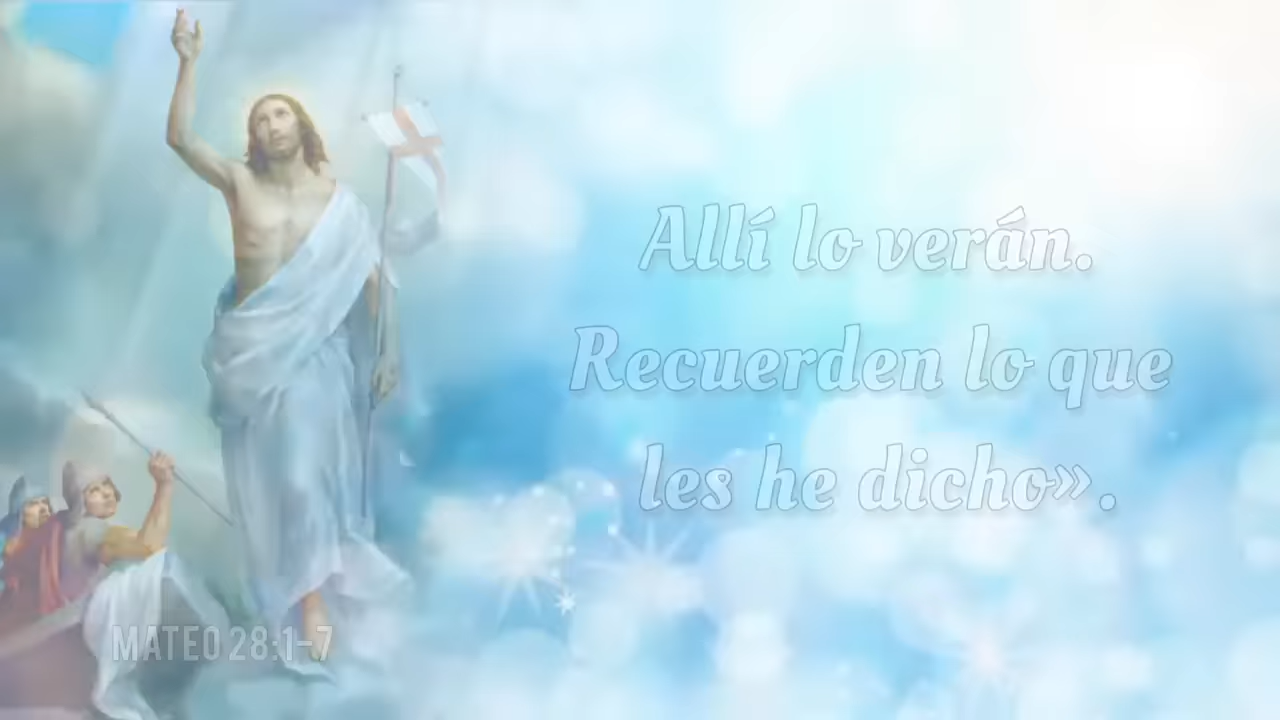 Allí lo verán.
Recuerden lo que
les he dicho».
MATEO 28:1-7